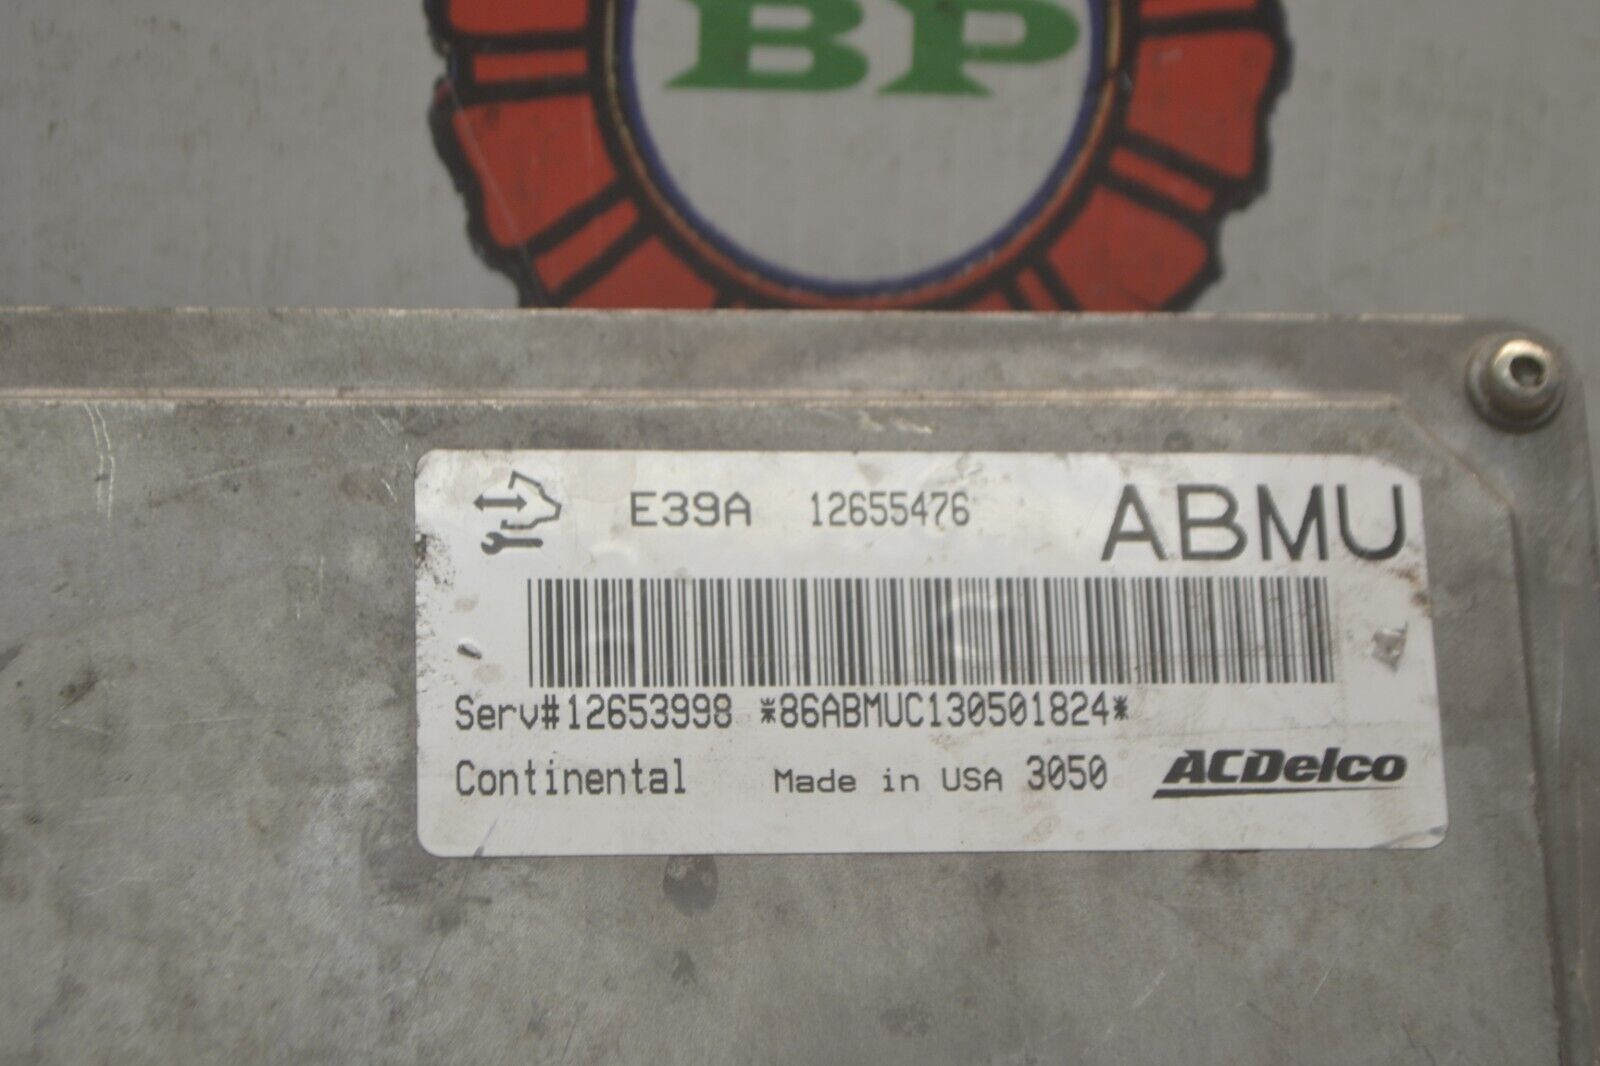 BP
E39A 12655476 ABMU
Serv#12653998 *86ABMUC130501824*
Continental Made in USA 3050 ACDelco